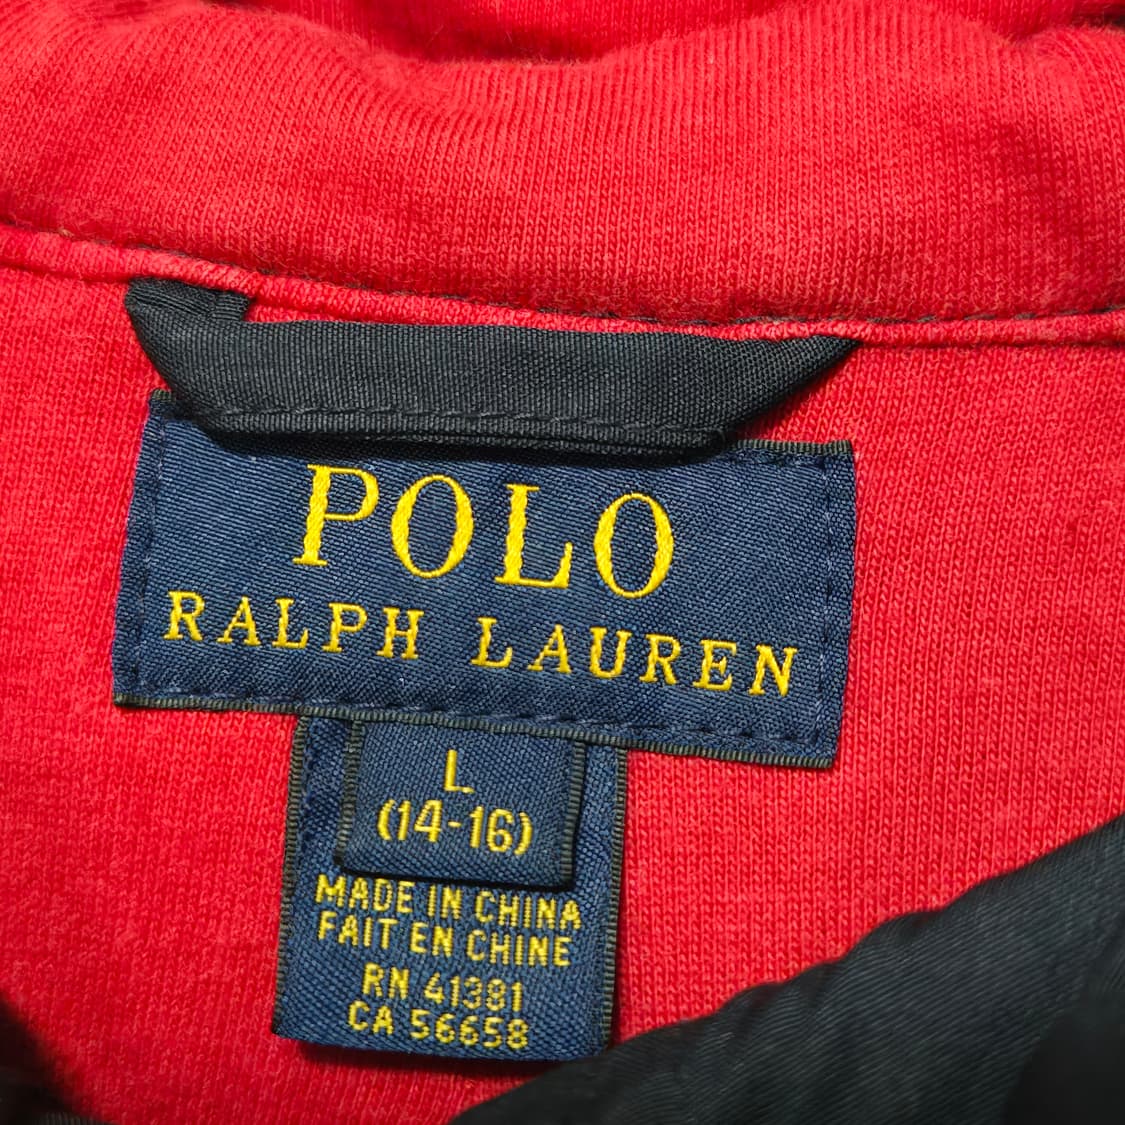 POLO
RALPH LAUREN
L
(14-16)
MADE IN CHINA
FAIT EN CHINE
RN 41381
CA 56658